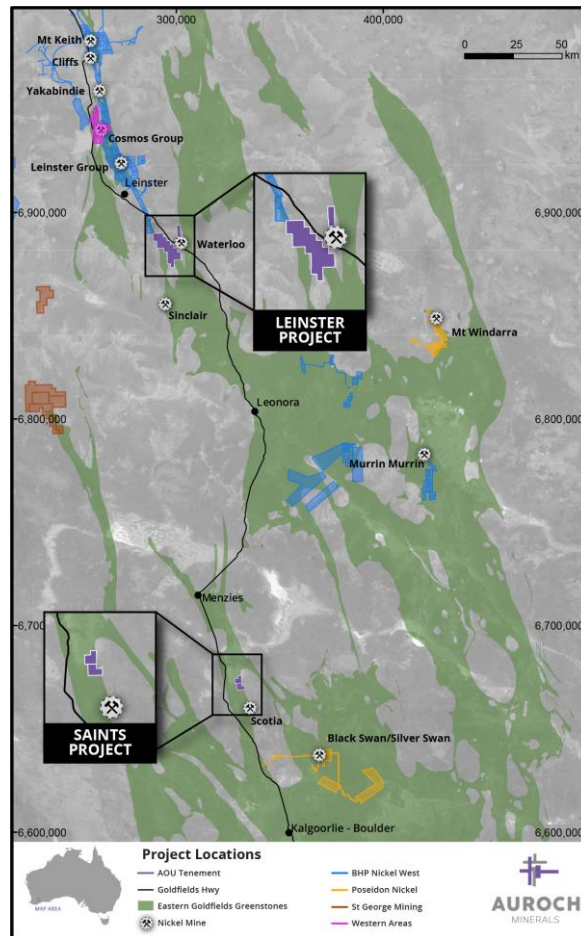 300,000
400,000
0 25 50
km
Mt Keith
Cliffs
Yakabindie
Cosmos Group
Leinster Group
Leinster
6,900,000
6,900,000
Waterloo
LEINSTER
PROJECT
Sinclair
Mt Windarra
Leonora
6,800,000
6,800,000
Murrin Murrin
Menzies
6,700,000
6,700,000
SAINTS
PROJECT
Scotia
Black Swan/Silver Swan
6,600,000
6,600,000
Kalgoorlie - Boulder
Project Locations
MAP AREA
AOU Tenement
Goldfields Hwy
Eastern Goldfields Greenstones
Nickel Mine
BHP Nickel West
Poseidon Nickel
St George Mining
Western Areas
AUROCH
MINERALS